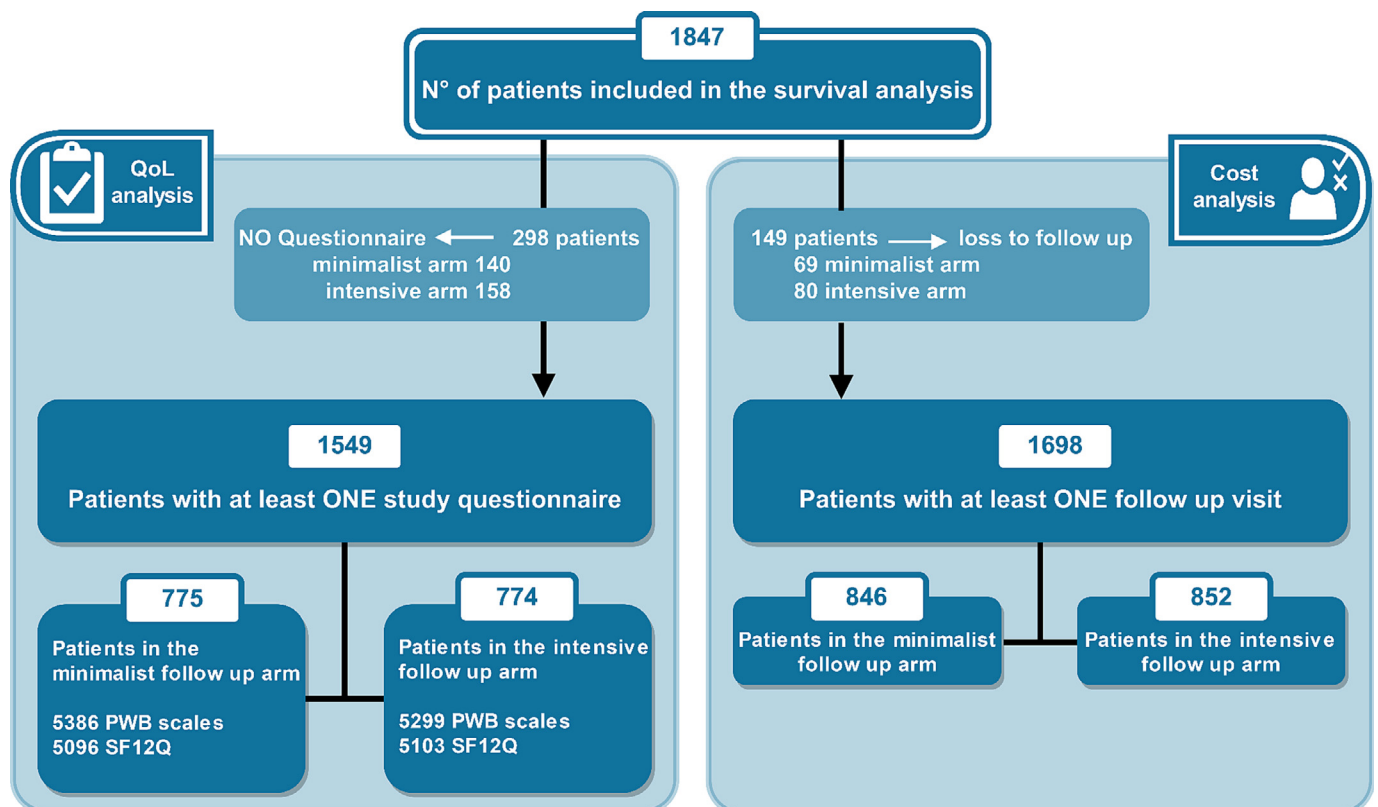 1847
N° of patients included in the survival analysis
QoL
analysis
NO Questionnaire 298 patients
minimalist arm 140
intensive arm 158
1549
Patients with at least ONE study questionnaire
775
Patients in the
minimalist follow up arm
5386 PWB scales
5096 SF12Q
774
Patients in the intensive
follow up arm
5299 PWB scales
5103 SF12Q
Cost
analysis
149 patients loss to follow up
69 minimalist arm
80 intensive arm
1698
Patients with at least ONE follow up visit
846
Patients in the minimalist
follow up arm
852
Patients in the intensive
follow up arm